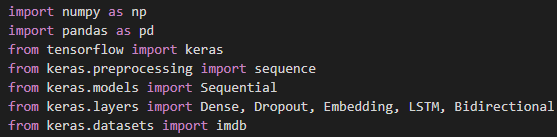 import numpy as np
import pandas as pd
from tensorflow import keras
from keras.preprocessing import sequence
from keras.models import Sequential
from keras.layers import Dense, Dropout, Embedding, LSTM, Bidirectional
from keras.datasets import imdb